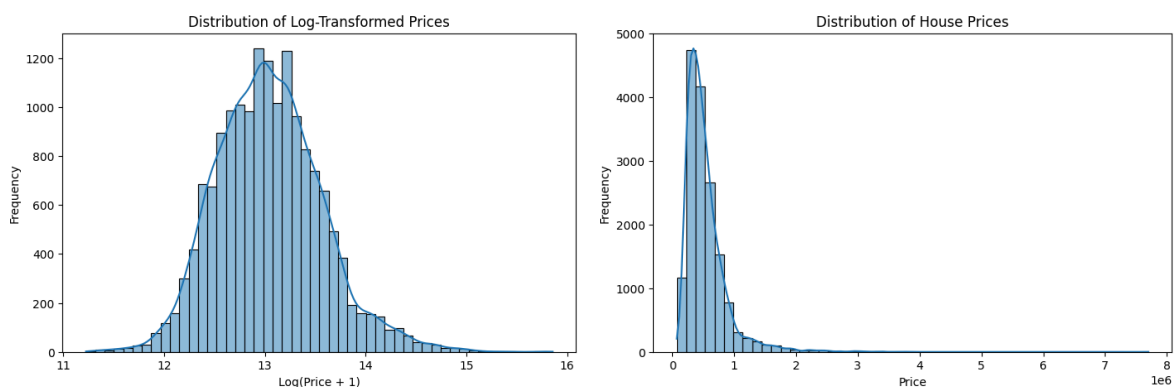 Distribution of Log-Transformed Prices
Frequency
1200
1000
800
600
400
200
0
11 12 13 14 15 16
Log(Price + 1)
Distribution of House Prices
Frequency
5000
4000
3000
2000
1000
0
0 1 2 3 4 5 6 7 8
1e6
Price